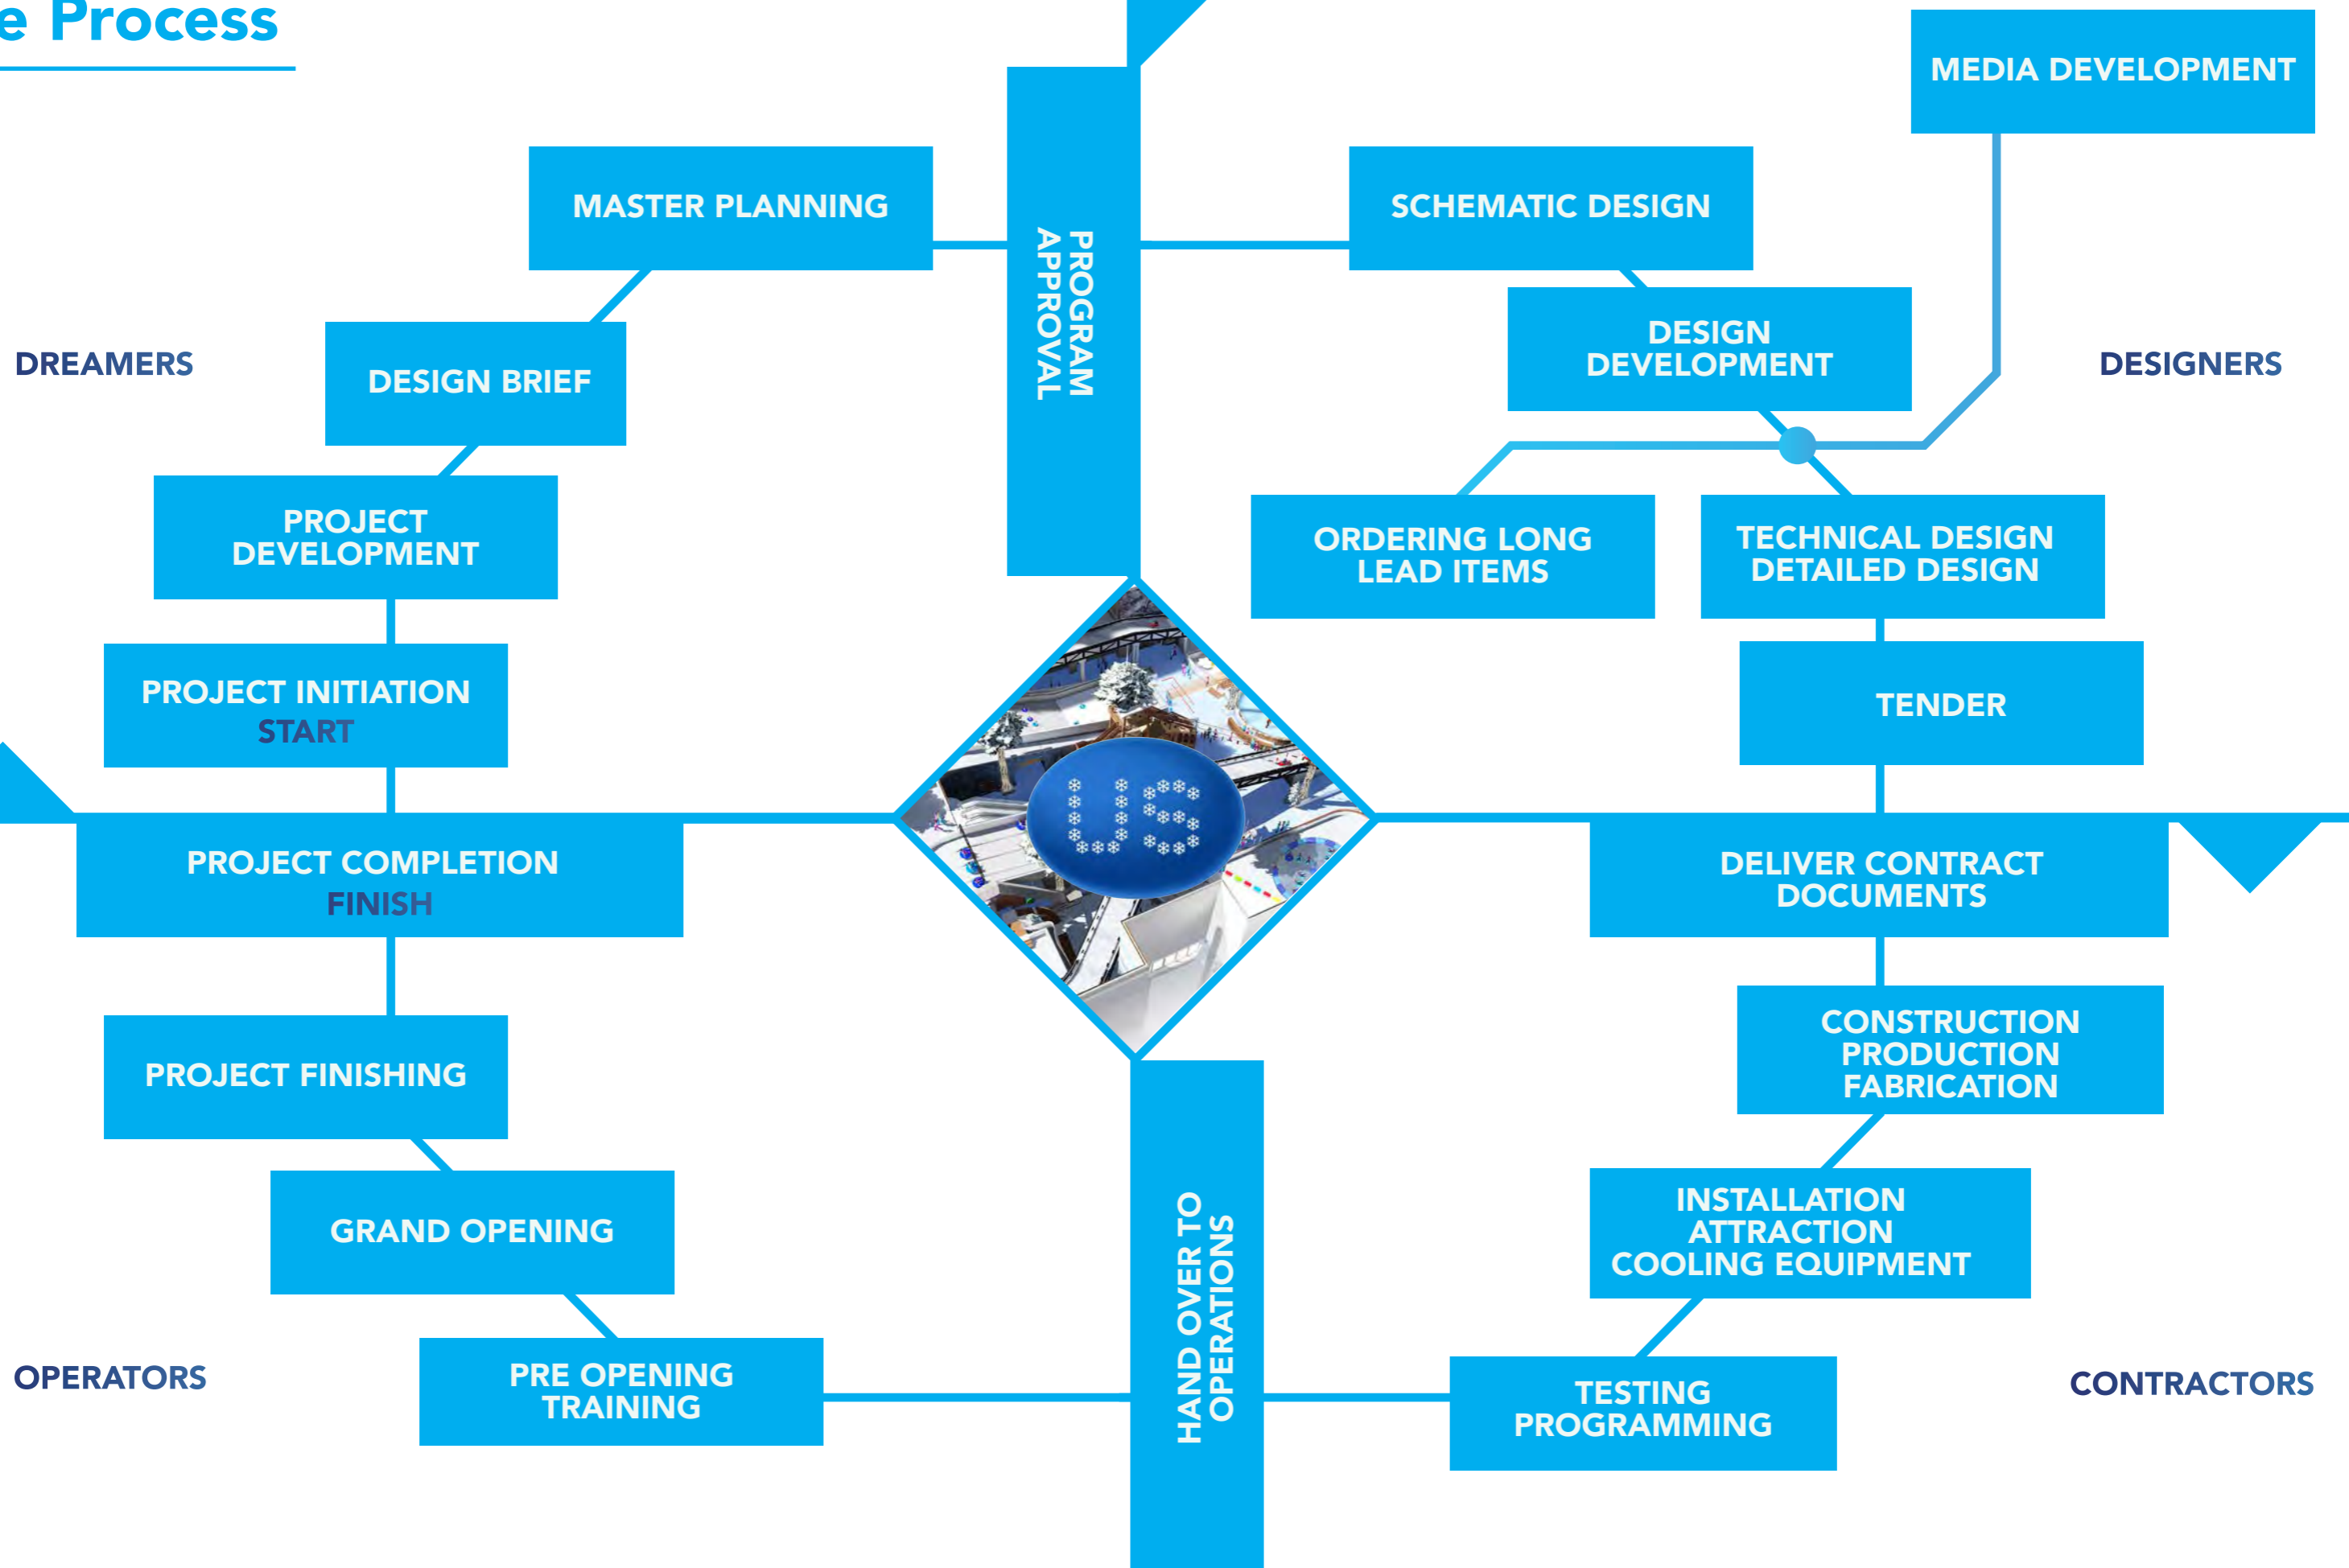 e Process
MEDIA DEVELOPMENT
MASTER PLANNING
SCHEMATIC DESIGN
PROGRAM
APPROVAL
DESIGN
DEVELOPMENT
DREAMERS
DESIGN BRIEF
DESIGNERS
PROJECT
DEVELOPMENT
ORDERING LONG
LEAD ITEMS
TECHNICAL DESIGN
DETAILED DESIGN
PROJECT INITIATION
START
TENDER
US
PROJECT COMPLETION
FINISH
DELIVER CONTRACT
DOCUMENTS
PROJECT FINISHING
CONSTRUCTION
PRODUCTION
FABRICATION
GRAND OPENING
INSTALLATION
ATTRACTION
COOLING EQUIPMENT
HAND OVER TO
OPERATIONS
OPERATORS
PRE OPENING
TRAINING
TESTING
PROGRAMMING
CONTRACTORS